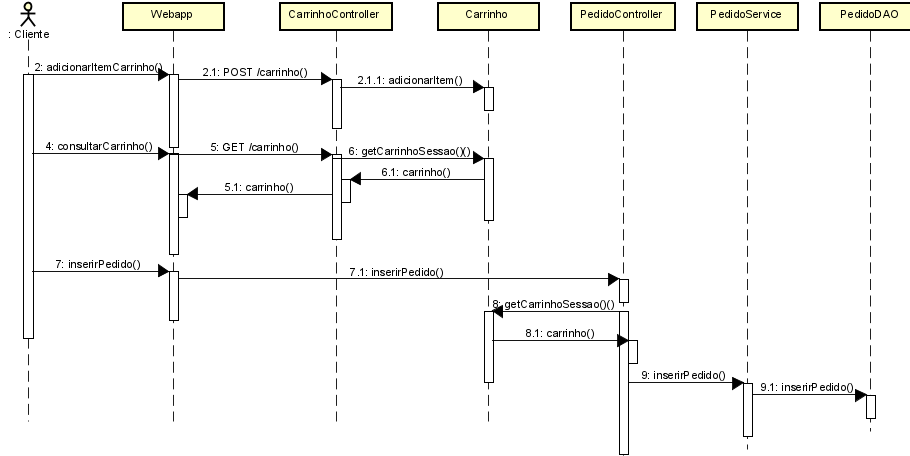 Webapp
CarrinhoController
Carrinho
PedidoController
PedidoService
PedidoDAO
: Cliente
2: adicionarItemCarrinho()
2.1: POST /carrinho()
2.1.1: adicionarItem()
4: consultarCarrinho()
5: GET /carrinho()
6: getCarrinhoSessao()()
6.1: carrinho()
5.1: carrinho()
7: inserirPedido()
7.1: inserirPedido()
8: getCarrinhoSessao()()
8.1: carrinho()
9: inserirPedido()
9.1: inserirPedido()